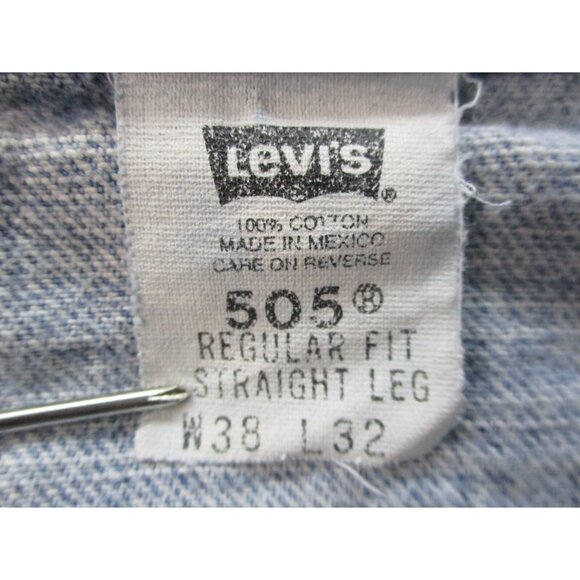 Levi's®
100% COTTON
MADE IN MEXICO
CARE ON REVERSE
505®
REGULAR FIT
STRAIGHT LEG
W38 L32